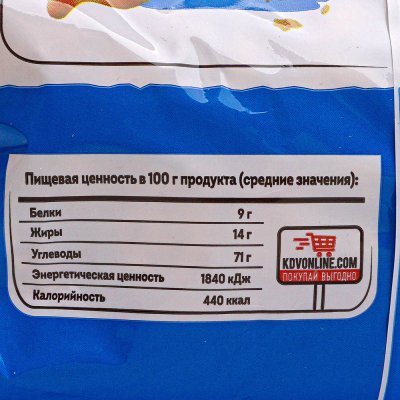 Пищевая ценность в 100 г продукта (средние значения):
Белки 9 г
Жиры 14 г
Углеводы 71 г
Энергетическая ценность 1840 кДж
Калорийность 440 ккал
KDVONLINE.COM
ПОКУПАЙ ВЫГОДНО